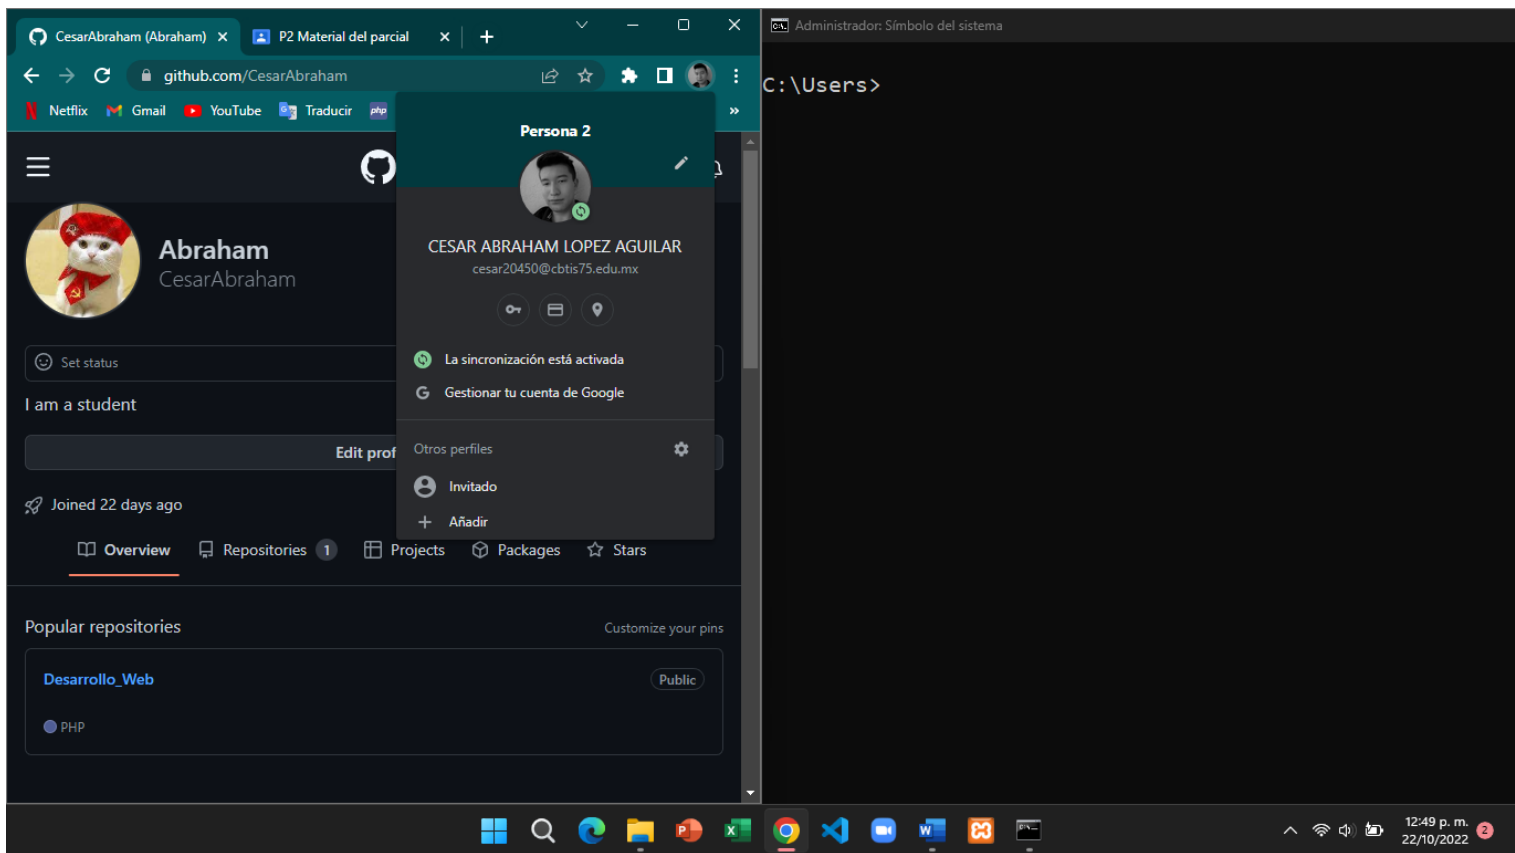 CesarAbraham (Abraham)
P2 Material del parcial
github.com/CesarAbraham
Netflix
Gmail
YouTube
Traducir
php
»
Persona 2
CESAR ABRAHAM LOPEZ AGUILAR
cesar20450@cbtis75.edu.mx
La sincronización está activada
G Gestionar tu cuenta de Google
Otros perfiles
Invitado
Añadir
Abraham
CesarAbraham
Set status
I am a student
Edit prof
Joined 22 days ago
Overview
Repositories 1
Projects
Packages
Stars
Popular repositories
Customize your pins
Desarrollo_Web
Public
PHP
Administrador: Símbolo del sistema
C:\Users>
12:49 p. m.
22/10/2022
2